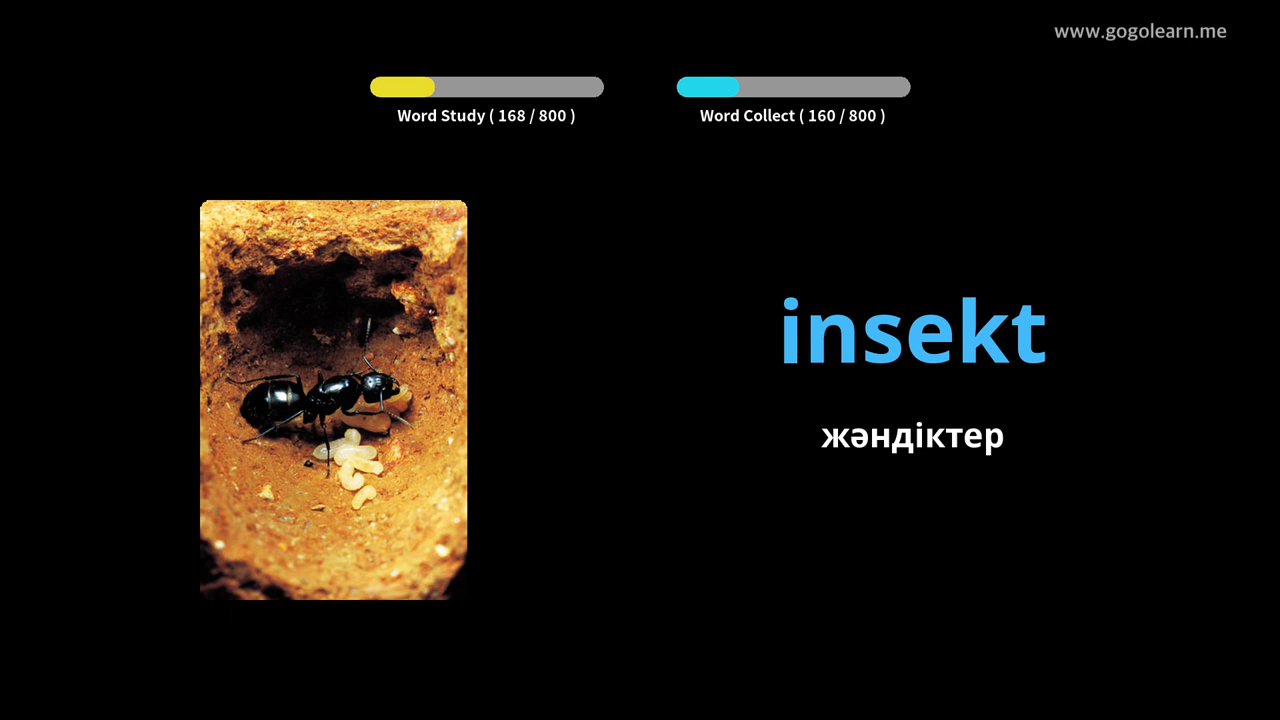 www.gogolearn.me
Word Study ( 168 / 800 )
Word Collect ( 160 / 800 )
insekt
жәндіктер